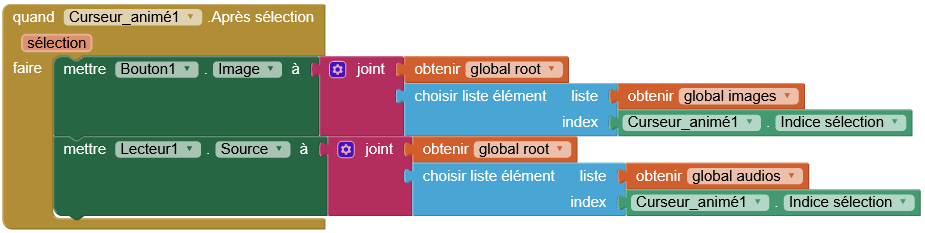 quand Curseur_animé1 .Après sélection
sélection
faire mettre Bouton1 . Image à joint obtenir global root
choisir liste élément liste obtenir global images
index Curseur_animé1 . Indice sélection
mettre Lecteur1 . Source à joint obtenir global root
choisir liste élément liste obtenir global audios
index Curseur_animé1 . Indice sélection